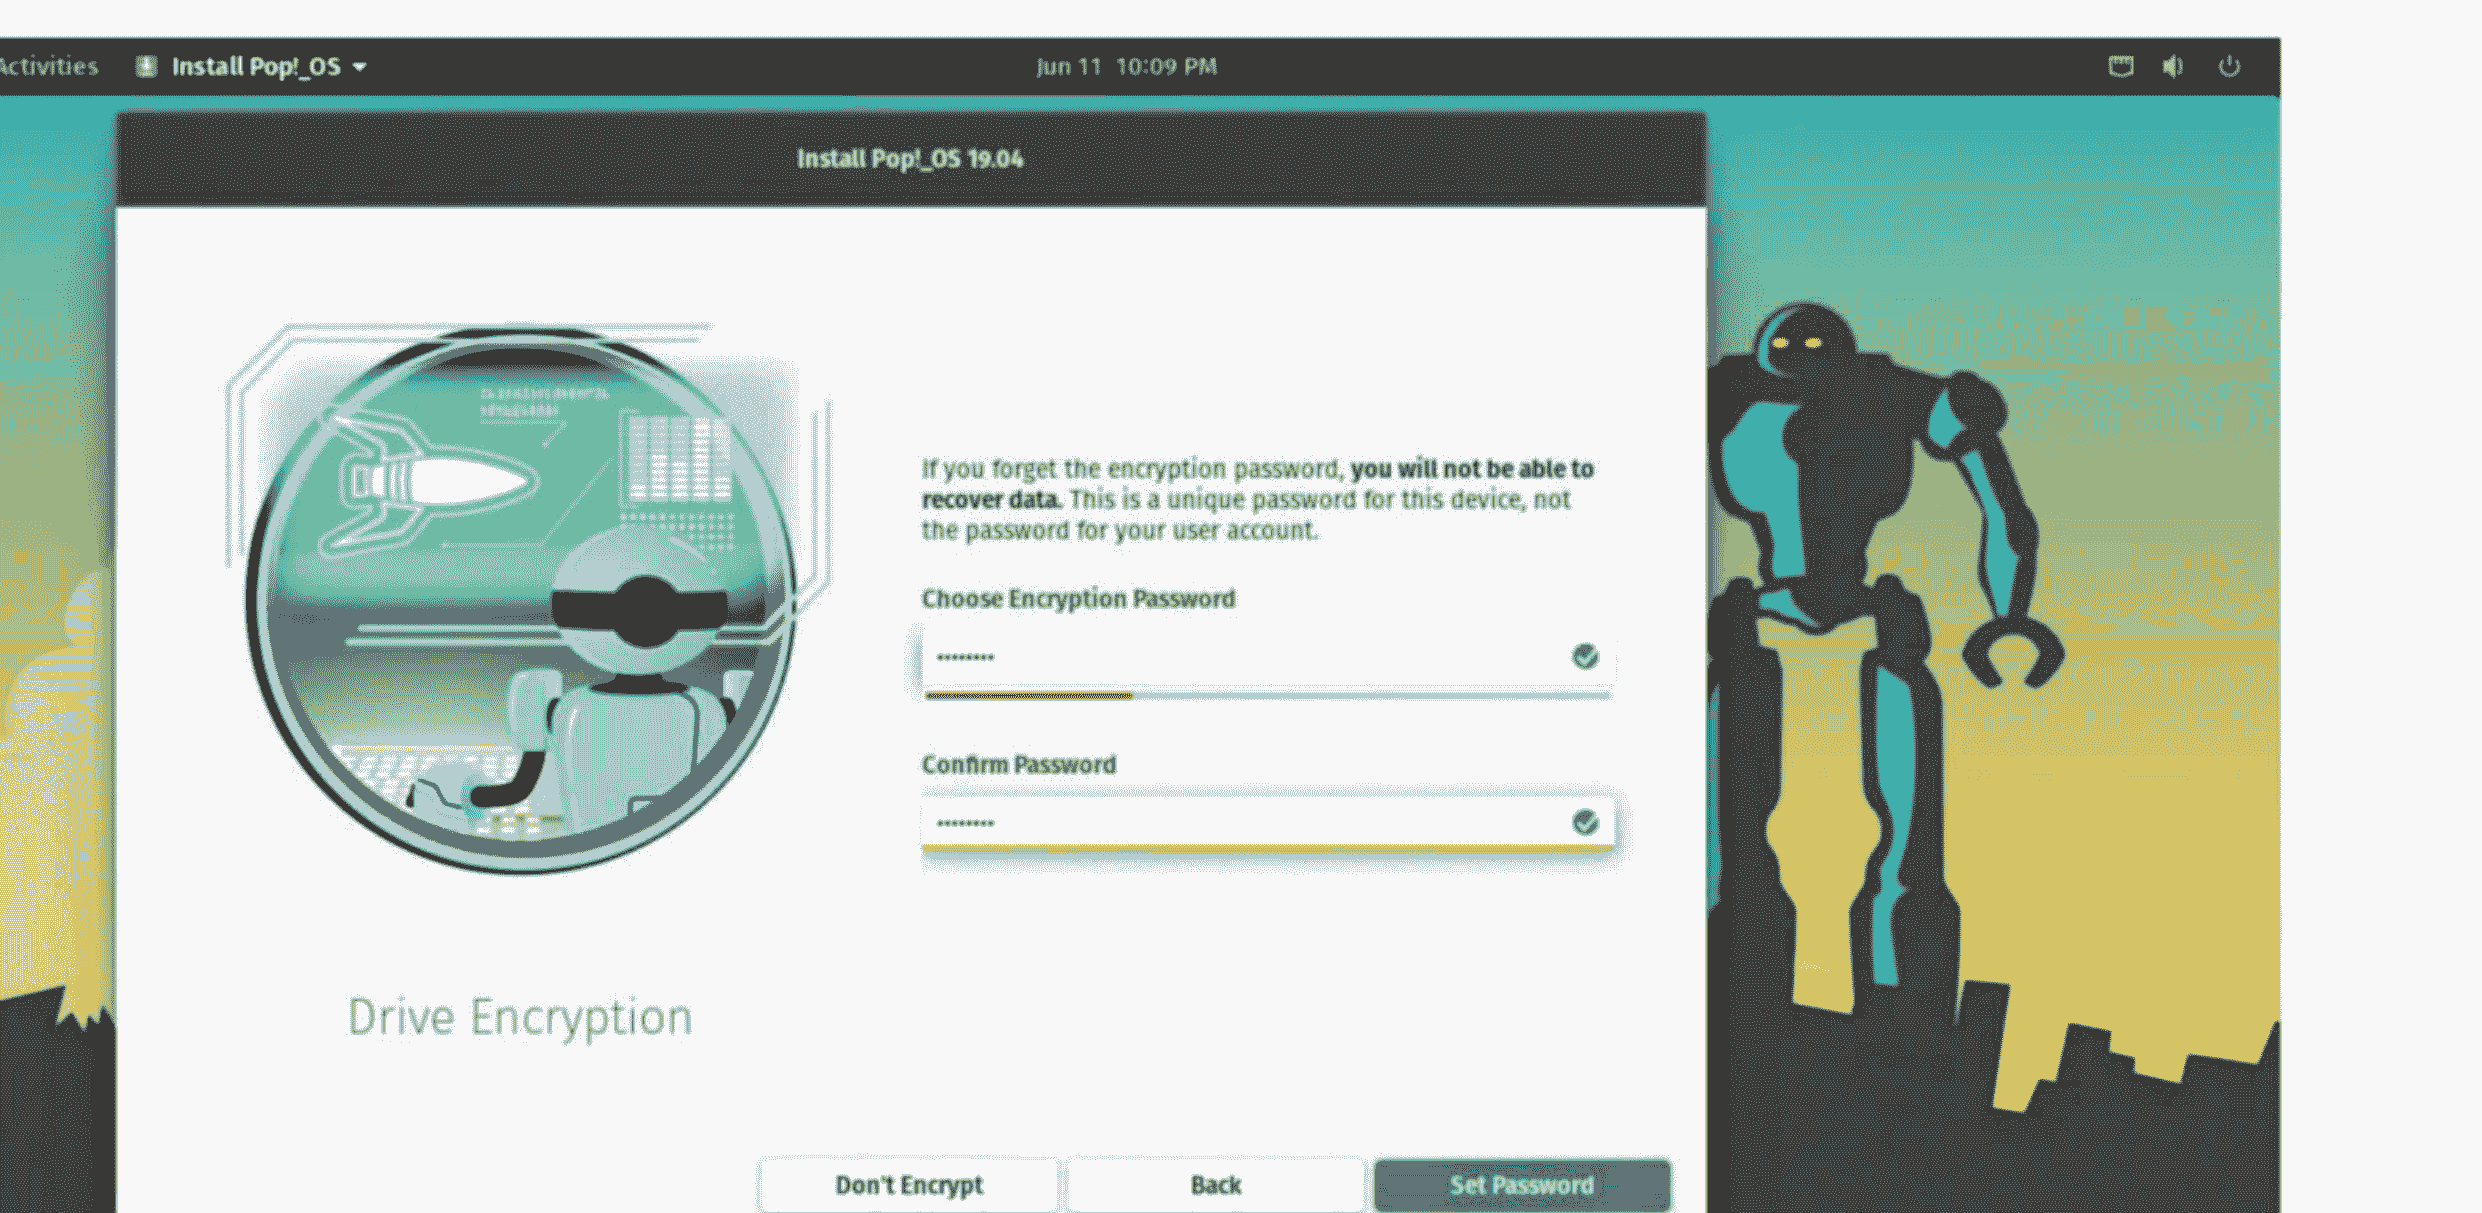 Activities Install Pop!_OS Jun 11 10:09 PM
Install Pop!_OS 19.04
If you forget the encryption password, you will not be able to
recover data. This is a unique password for this device, not
the password for your user account.
Choose Encryption Password
••••••••
Confirm Password
••••••••
Drive Encryption
Don't Encrypt Back Set Password